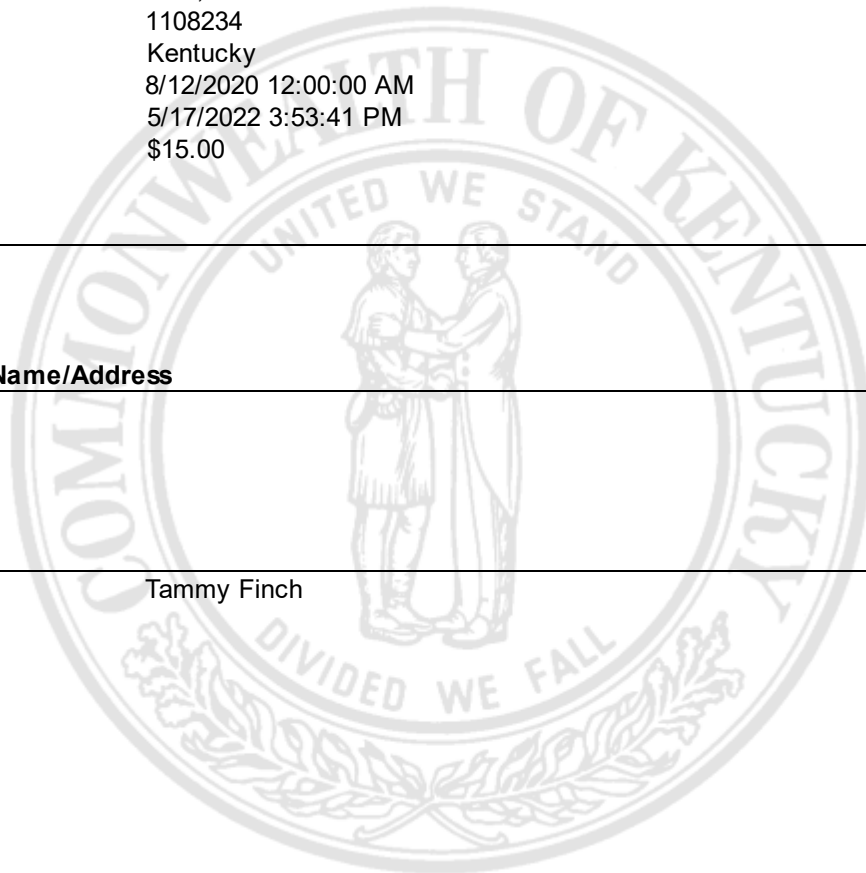 1108234
Kentucky
8/12/2020 12:00:00 AM
5/17/2022 3:53:41 PM
$15.00
COMMONWEALTH OF KENTUCKY
UNITED WE STAND
Name/Address
Tammy Finch
DIVIDED WE FALL